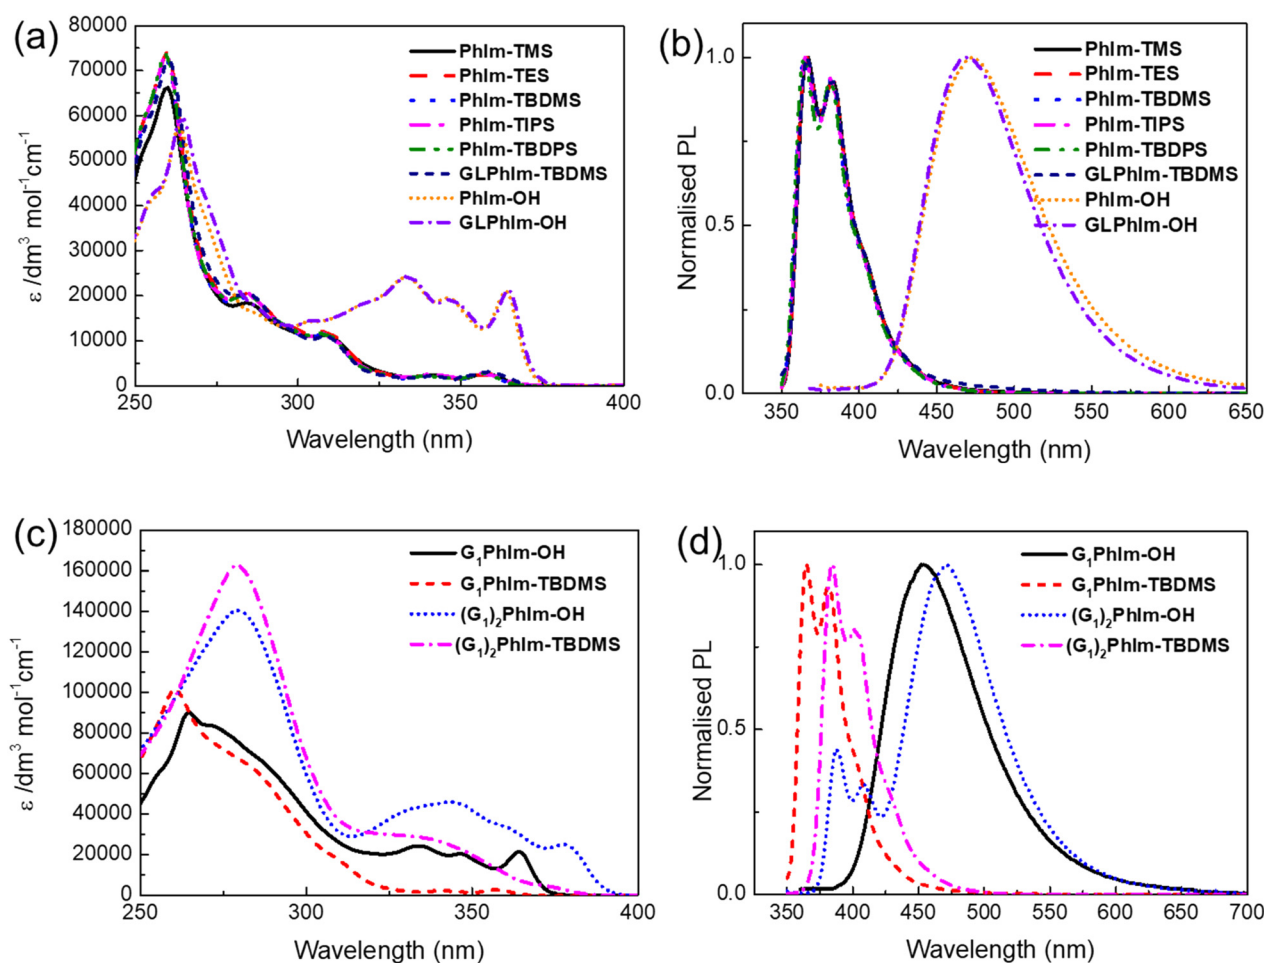 (a)
80000
70000
60000
50000
40000
30000
20000
10000
0
ε /dm³ mol⁻¹cm⁻¹
PhIm-TMS
PhIm-TES
PhIm-TBDMS
PhIm-TIPS
PhIm-TBDPS
GLPhIm-TBDMS
PhIm-OH
GLPhIm-OH
250 300 350 400
Wavelength (nm)
(b)
1.0
0.5
0.0
Normalised PL
PhIm-TMS
PhIm-TES
PhIm-TBDMS
PhIm-TIPS
PhIm-TBDPS
GLPhIm-TBDMS
PhIm-OH
GLPhIm-OH
350 400 450 500 550 600 650
Wavelength (nm)
(c)
180000
160000
140000
120000
100000
80000
60000
40000
20000
0
ε /dm³ mol⁻¹cm⁻¹
G₁PhIm-OH
G₁PhIm-TBDMS
(G₁)₂PhIm-OH
(G₁)₂PhIm-TBDMS
250 300 350 400
Wavelength (nm)
(d)
1.0
0.5
0.0
Normalised PL
G₁PhIm-OH
G₁PhIm-TBDMS
(G₁)₂PhIm-OH
(G₁)₂PhIm-TBDMS
350 400 450 500 550 600 650 700
Wavelength (nm)